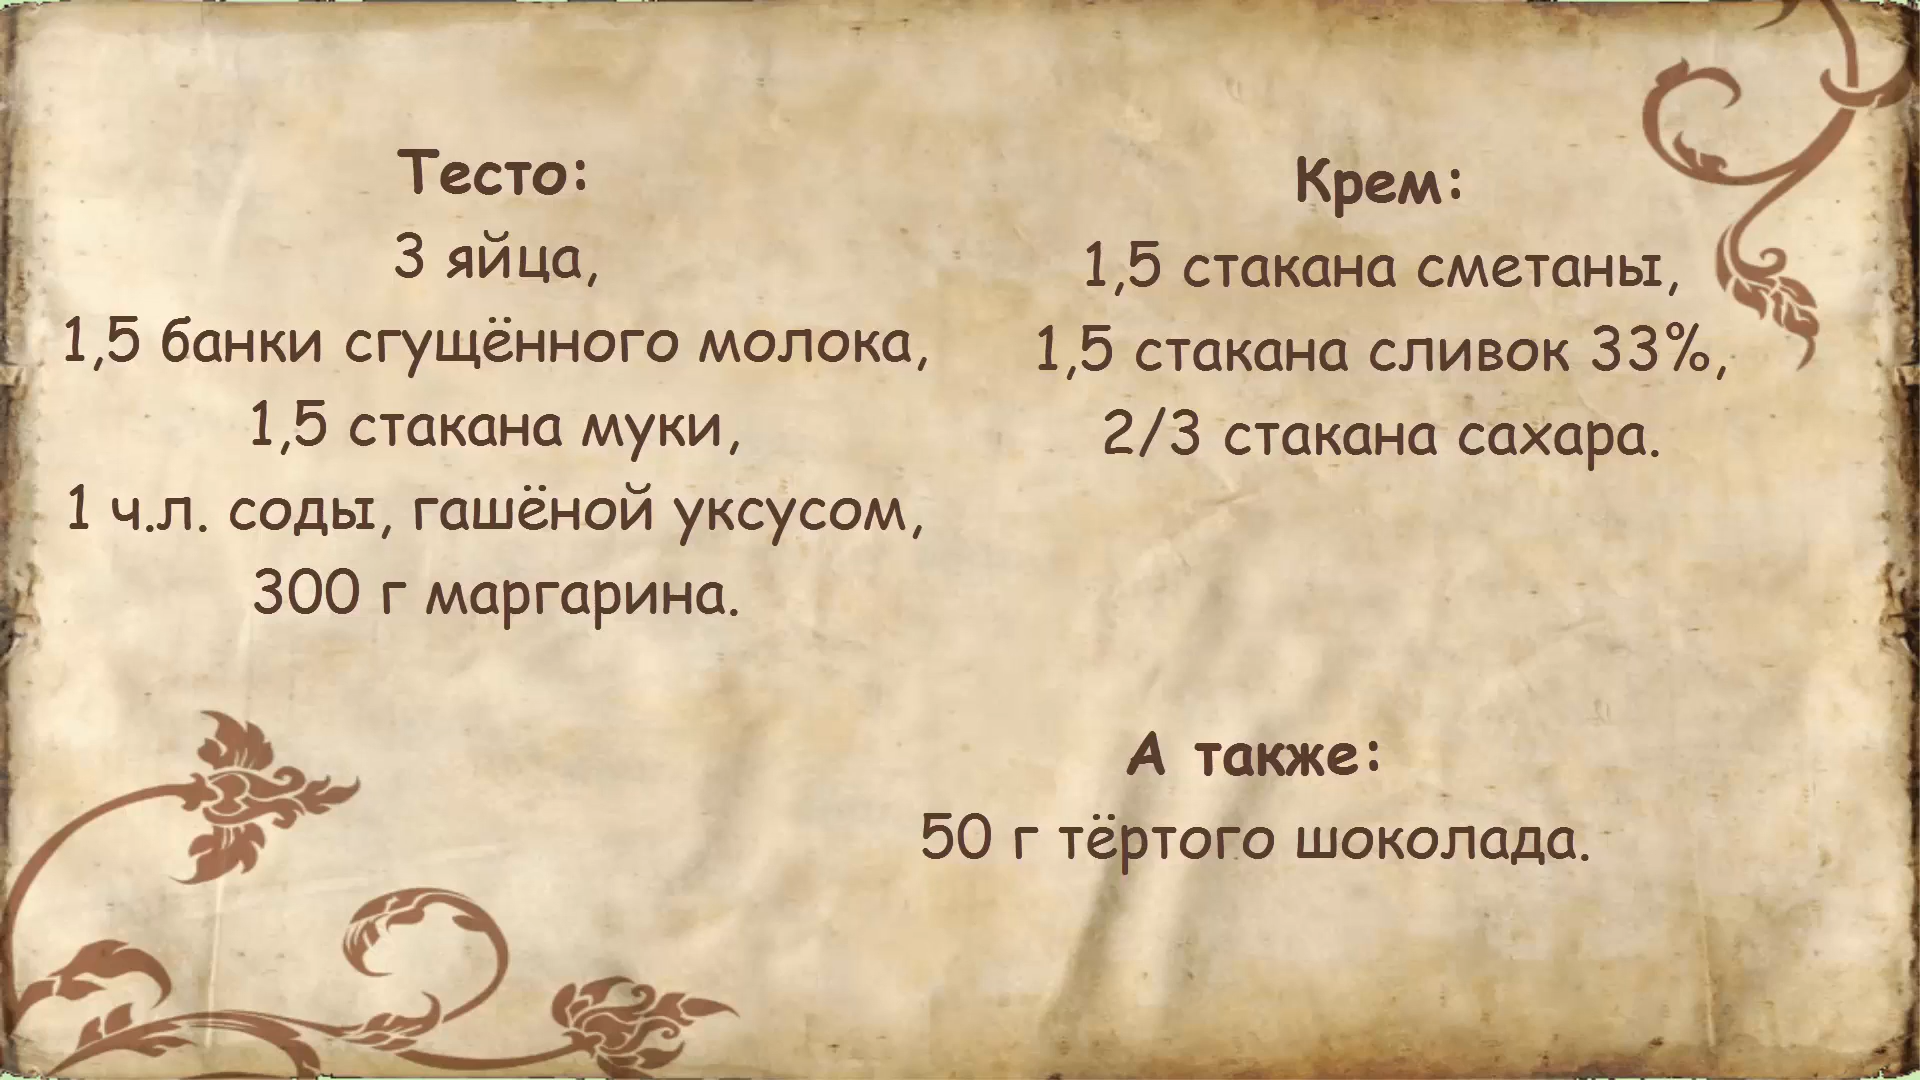 Тесто:
3 яйца,
1,5 банки сгущённого молока,
1,5 стакана муки,
1 ч.л. соды, гашёной уксусом,
300 г маргарина.
Крем:
1,5 стакана сметаны,
1,5 стакана сливок 33%,
2/3 стакана сахара.
А также:
50 г тёртого шоколада.